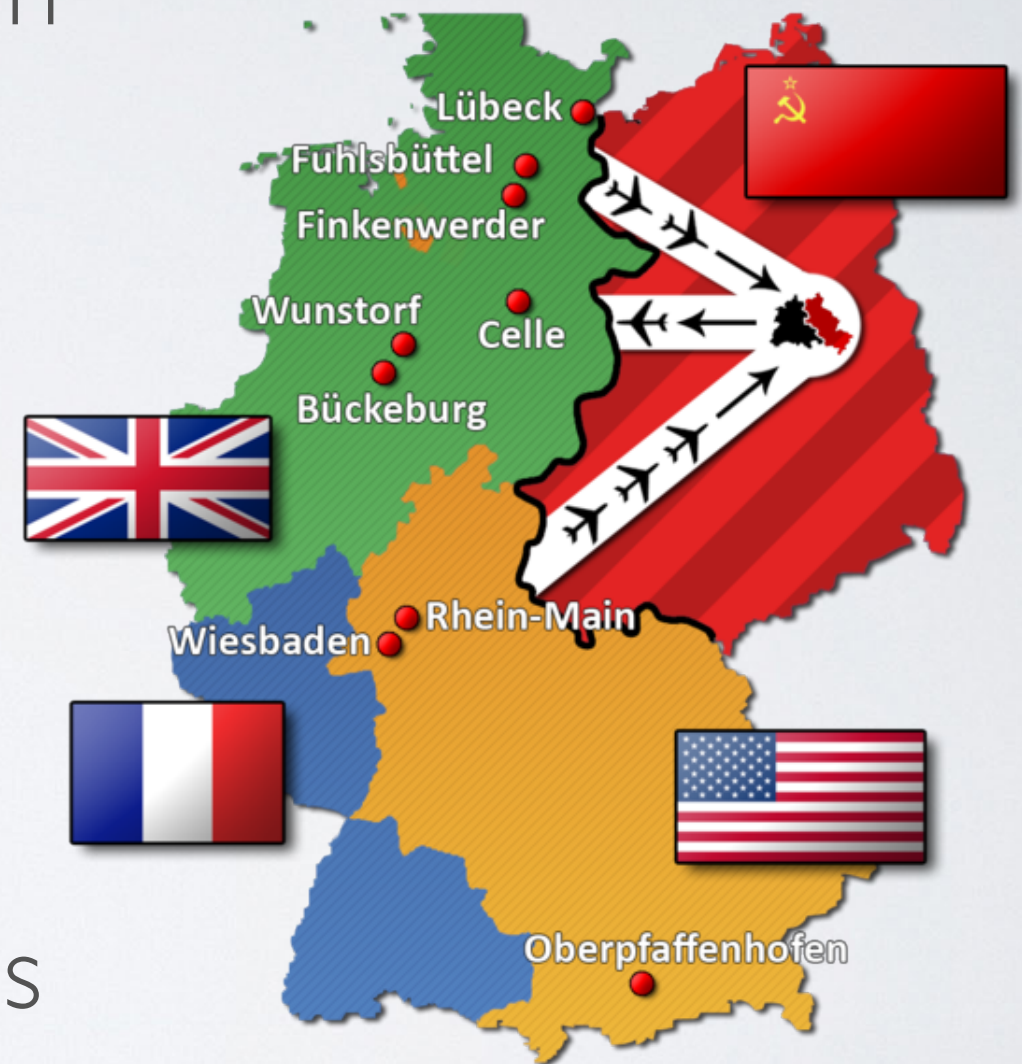 Lübeck
Fuhlsbüttel
Finkenwerder
Wunstorf
Celle
Bückeburg
Rhein-Main
Wiesbaden
Oberpfaffenhofen
S